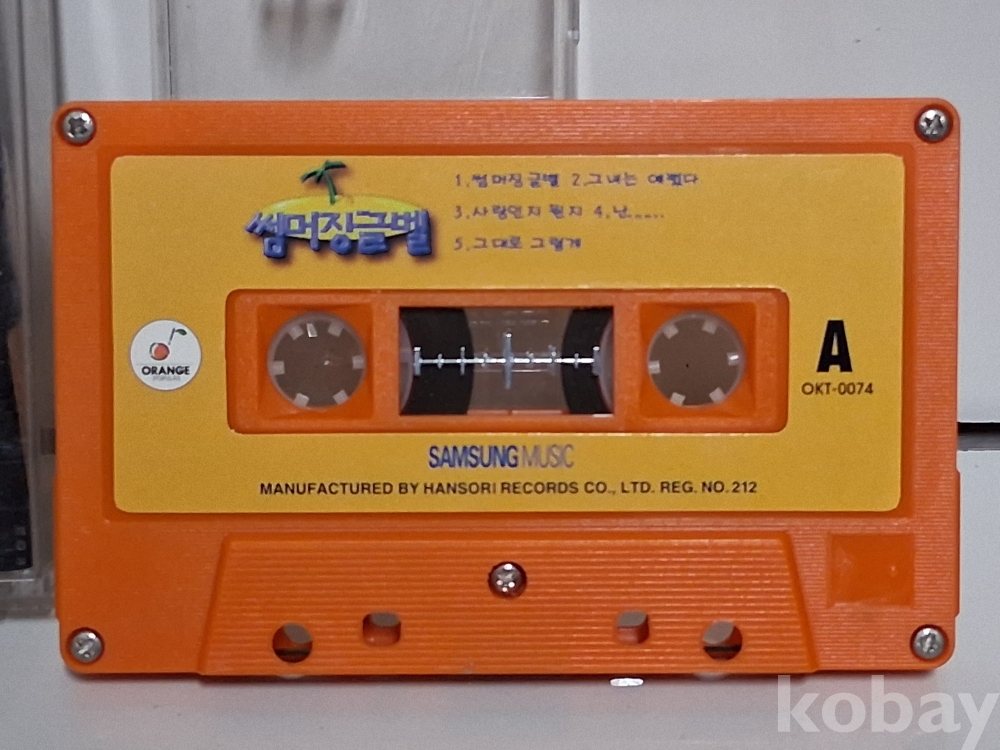 썸머징글벨
1. 썸머징글벨 2. 그녀는 예뻤다
3. 사랑인지 뭔지 4. 난.....
5. 그대로 그렇게
ORANGE
A
OKT-0074
SAMSUNG MUSIC
MANUFACTURED BY HANSORI RECORDS CO., LTD. REG. NO. 212
kobay